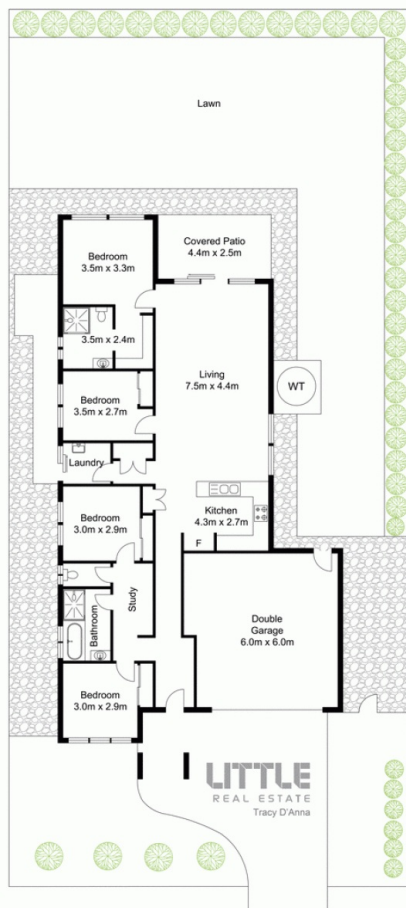 Lawn
Covered Patio
4.4m x 2.5m
Bedroom
3.5m x 3.3m
3.5m x 2.4m
Living
7.5m x 4.4m
WT
Bedroom
3.5m x 2.7m
Laundry
Bedroom
3.0m x 2.9m
Kitchen
4.3m x 2.7m
F
Study
Bathroom
Double
Garage
6.0m x 6.0m
Bedroom
3.0m x 2.9m
LITTLE
REAL ESTATE
Tracy D'Anna